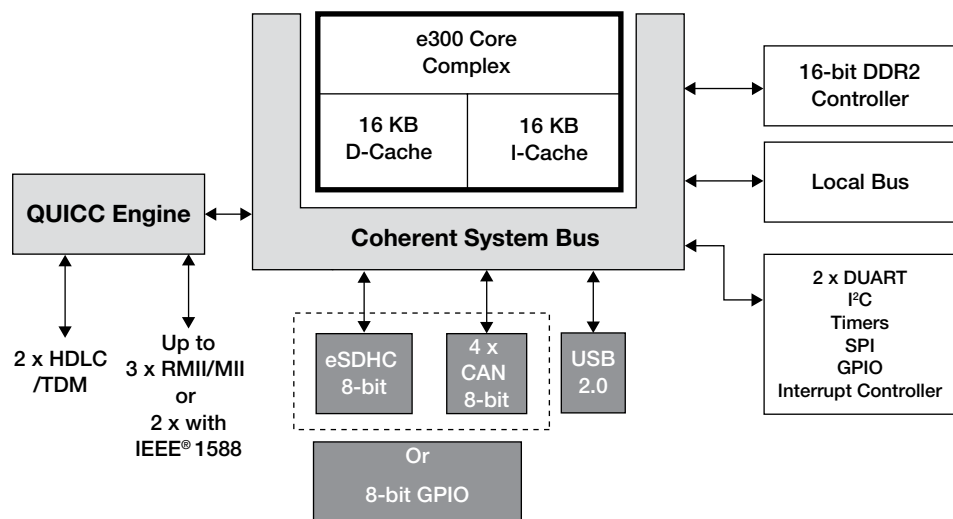 e300 Core
Complex
16 KB
D-Cache
16 KB
I-Cache
16-bit DDR2
Controller
Local Bus
QUICC Engine
Coherent System Bus
2 x DUART
I²C
Timers
SPI
GPIO
Interrupt Controller
2 x HDLC
/TDM
Up to
3 x RMII/MII
or
2 x with
IEEE® 1588
eSDHC
8-bit
4 x
CAN
8-bit
USB
2.0
Or
8-bit GPIO